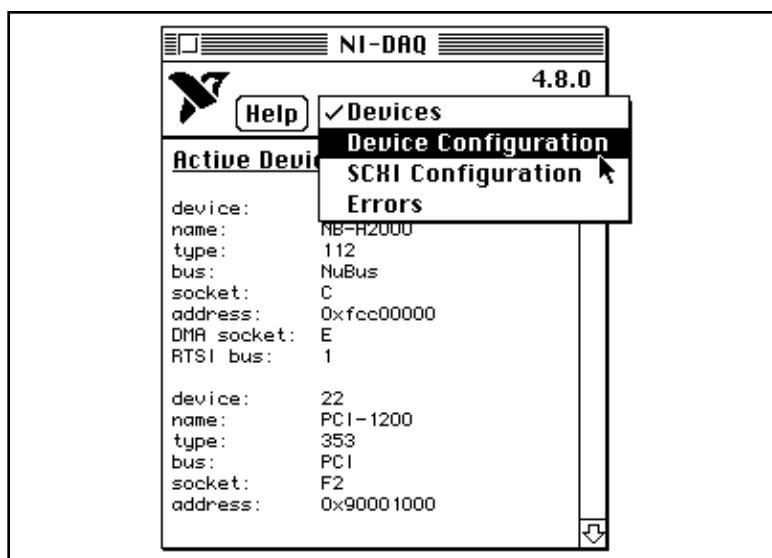 NI-DAQ
4.8.0
Help
✓Devices
Device Configuration
SCXI Configuration
Errors
Active Devi
device:
name: NB-A2000
type: 112
bus: NuBus
socket: C
address: 0xfcc00000
DMA socket: E
RTSI bus: 1
device: 22
name: PCI-1200
type: 353
bus: PCI
socket: F2
address: 0x90001000